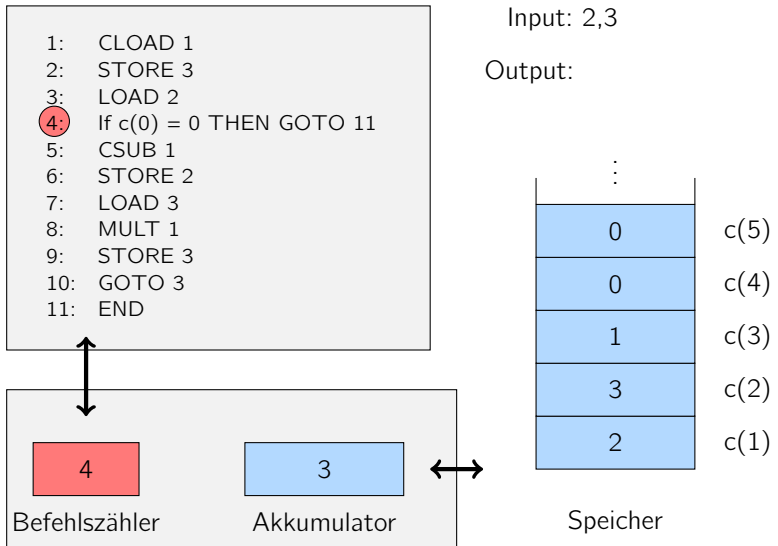 1: CLOAD 1
2: STORE 3
3: LOAD 2
4: If c(0) = 0 THEN GOTO 11
5: CSUB 1
6: STORE 2
7: LOAD 3
8: MULT 1
9: STORE 3
10: GOTO 3
11: END
Input: 2,3
Output:
⋮
0 c(5)
0 c(4)
1 c(3)
3 c(2)
2 c(1)
4
3
Befehlszähler
Akkumulator
Speicher